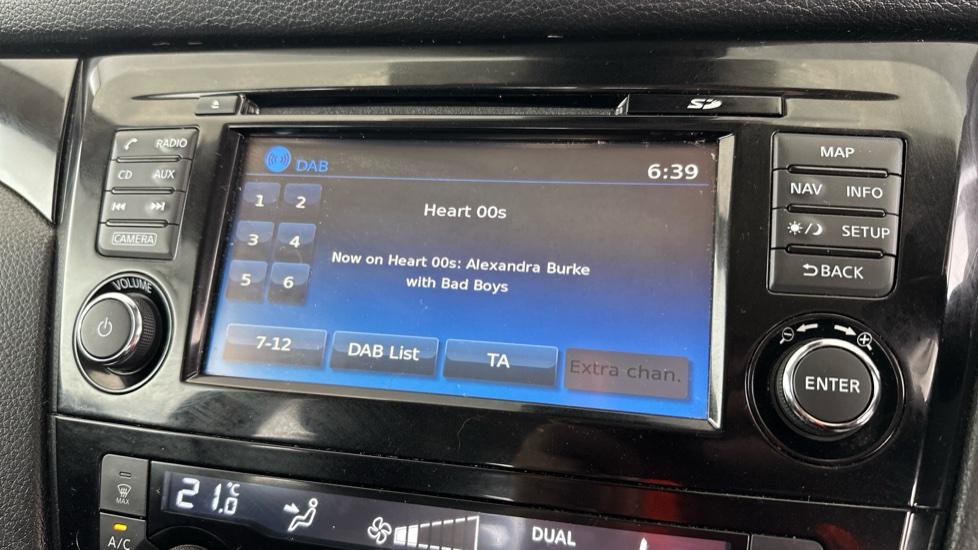 SD
RADIO
CD AUX
CAMERA
VOLUME
DAB 6:39
1 2
3 4
5 6
Heart 00s
Now on Heart 00s: Alexandra Burke
with Bad Boys
7-12 DAB List TA Extra chan.
MAP
NAV INFO
SETUP
BACK
ENTER
MAX
A/C
21.0°C
DUAL